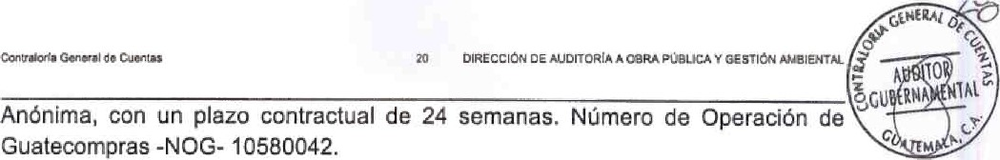 Contraloría General de Cuentas 20 DIRECCIÓN DE AUDITORÍA A OBRA PÚBLICA Y GESTIÓN AMBIENTAL
CONTRALORIA GENERAL DE CUENTAS
AUDITOR
GUBERNAMENTAL
GUATEMALA, C.A.
Anónima, con un plazo contractual de 24 semanas. Número de Operación de
Guatecompras -NOG- 10580042.